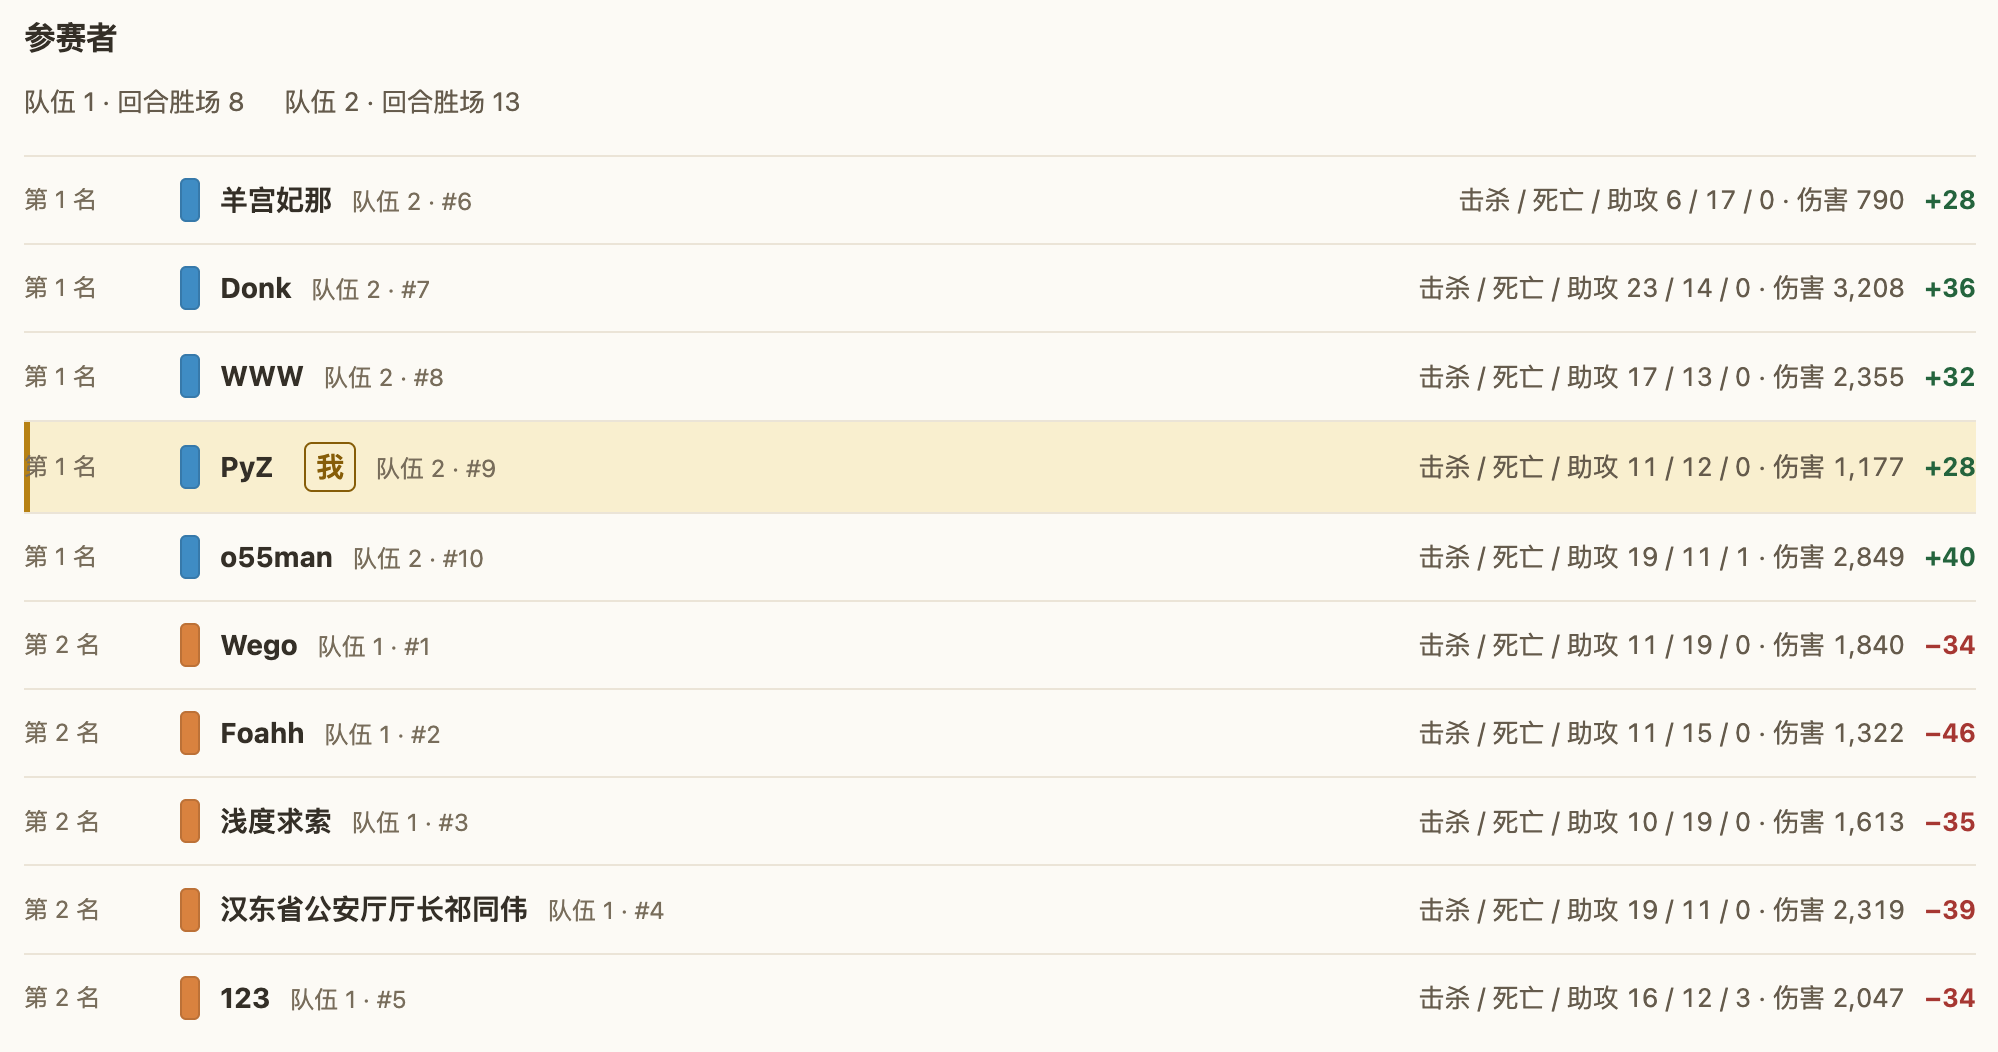 参赛者
队伍 1 · 回合胜场 8 队伍 2 · 回合胜场 13
第 1 名 羊宫妃那 队伍 2 · #6 击杀 / 死亡 / 助攻 6 / 17 / 0 · 伤害 790 +28
第 1 名 Donk 队伍 2 · #7 击杀 / 死亡 / 助攻 23 / 14 / 0 · 伤害 3,208 +36
第 1 名 WWW 队伍 2 · #8 击杀 / 死亡 / 助攻 17 / 13 / 0 · 伤害 2,355 +32
第 1 名 PyZ 我 队伍 2 · #9 击杀 / 死亡 / 助攻 11 / 12 / 0 · 伤害 1,177 +28
第 1 名 o55man 队伍 2 · #10 击杀 / 死亡 / 助攻 19 / 11 / 1 · 伤害 2,849 +40
第 2 名 Wego 队伍 1 · #1 击杀 / 死亡 / 助攻 11 / 19 / 0 · 伤害 1,840 −34
第 2 名 Foahh 队伍 1 · #2 击杀 / 死亡 / 助攻 11 / 15 / 0 · 伤害 1,322 −46
第 2 名 浅度求索 队伍 1 · #3 击杀 / 死亡 / 助攻 10 / 19 / 0 · 伤害 1,613 −35
第 2 名 汉东省公安厅厅长祁同伟 队伍 1 · #4 击杀 / 死亡 / 助攻 19 / 11 / 0 · 伤害 2,319 −39
第 2 名 123 队伍 1 · #5 击杀 / 死亡 / 助攻 16 / 12 / 3 · 伤害 2,047 −34